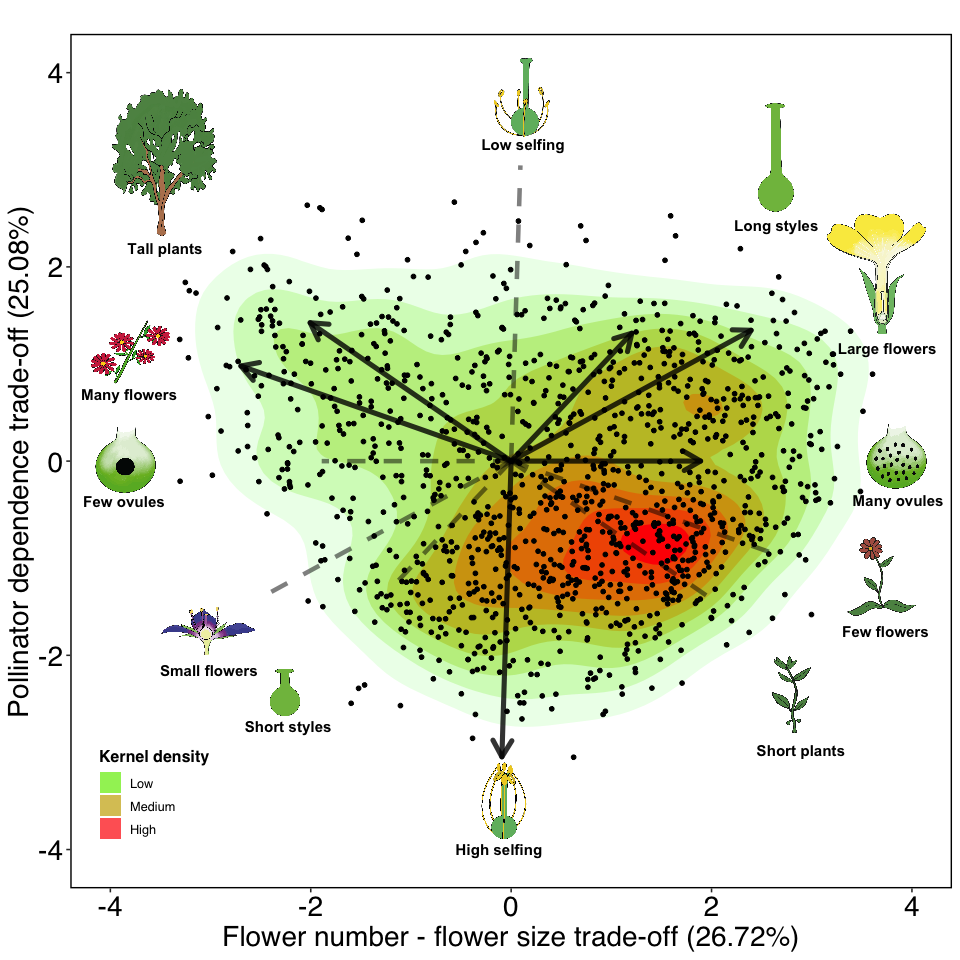 Pollinator dependence trade-off (25.08%)
4
2
0
-2
-4
Low selfing
Tall plants
Long styles
Many flowers
Large flowers
Few ovules
Many ovules
Few flowers
Small flowers
Short styles
Short plants
High selfing
Kernel density
Low
Medium
High
-4
-2
0
2
4
Flower number - flower size trade-off (26.72%)